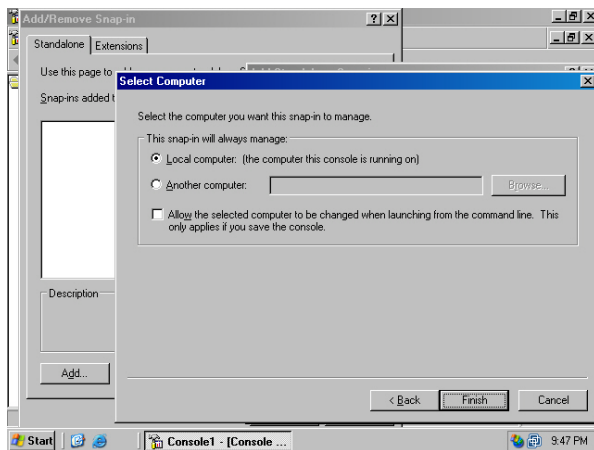 Add/Remove Snap-in
Standalone Extensions
Use this page to
Select Computer
Snap-ins added t
Select the computer you want this snap-in to manage.
This snap-in will always manage:
Local computer: (the computer this console is running on)
Another computer:
Browse...
Allow the selected computer to be changed when launching from the command line. This
only applies if you save the console.
Description
Add...
< Back Finish Cancel
Start Console1 - [Console ... 9:47 PM